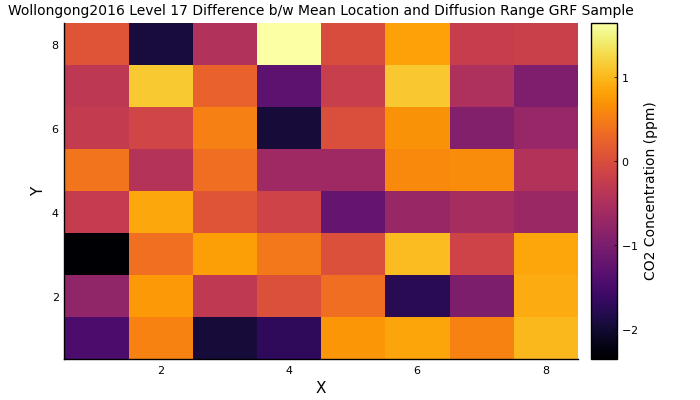 Wollongong2016 Level 17 Difference b/w Mean Location and Diffusion Range GRF Sample
8
6
4
2
Y
2 4 6 8
X
1
0
−1
−2
CO2 Concentration (ppm)